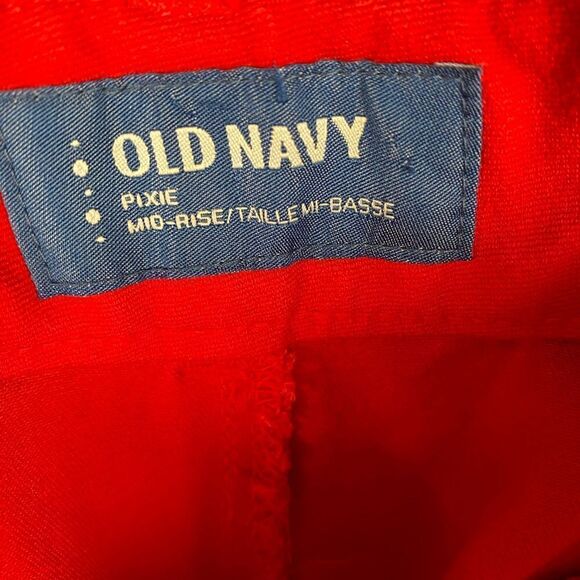 OLD NAVY
PIXIE
MID-RISE/TAILLE MI-BASSE